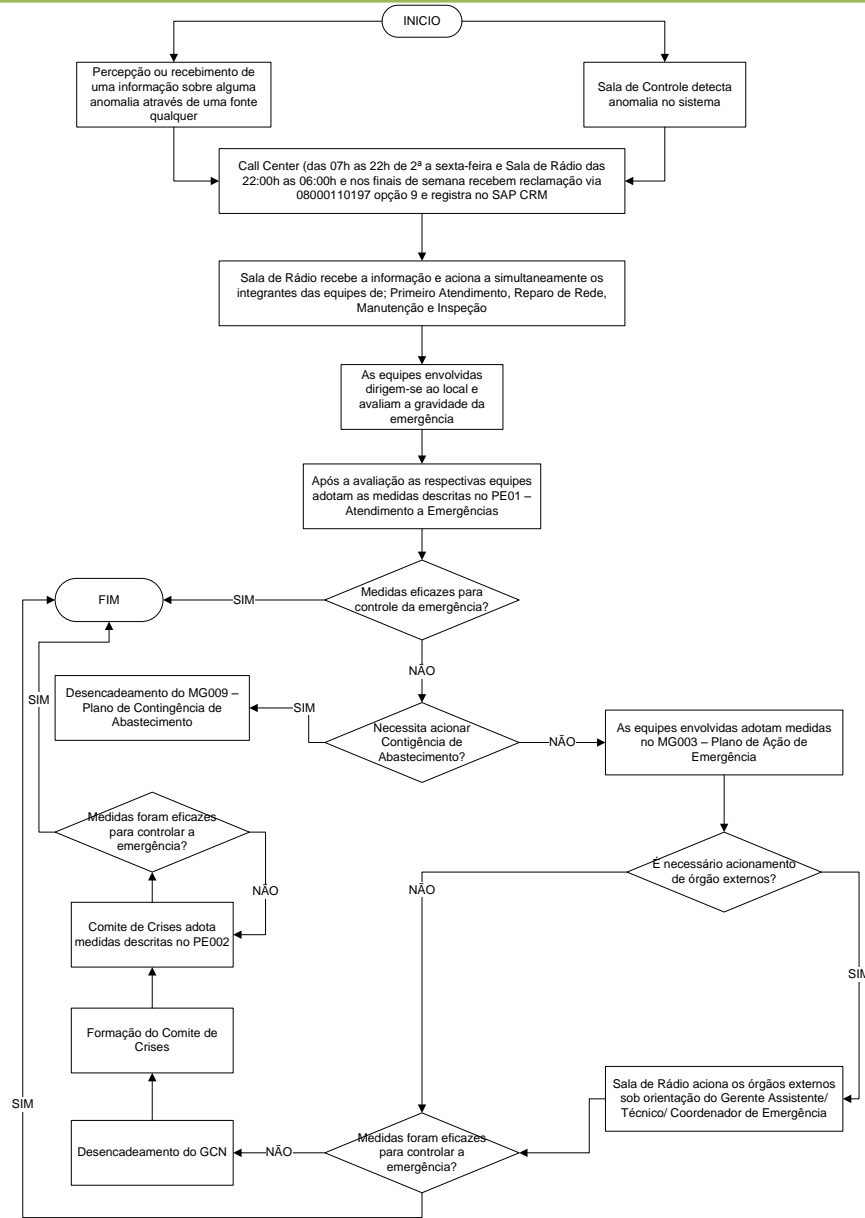 INICIO
Percepção ou recebimento de
uma informação sobre alguma
anomalia através de uma fonte
qualquer
Sala de Controle detecta
anomalia no sistema
Call Center (das 07h as 22h de 2ª a sexta-feira e Sala de Rádio das
22:00h as 06:00h e nos finais de semana recebem reclamação via
08000110197 opção 9 e registra no SAP CRM
Sala de Rádio recebe a informação e aciona a simultaneamente os
integrantes das equipes de; Primeiro Atendimento, Reparo de Rede,
Manutenção e Inspeção
As equipes envolvidas
dirigem-se ao local e
avaliam a gravidade da
emergência
Após a avaliação as respectivas equipes
adotam as medidas descritas no PE01 –
Atendimento a Emergências
Medidas eficazes para
controle da emergência?
SIM
FIM
NÃO
Necessita acionar
Contigência de
Abastecimento?
SIM
Desencadeamento do MG009 –
Plano de Contingência de
Abastecimento
NÃO
As equipes envolvidas adotam medidas
no MG003 – Plano de Ação de
Emergência
É necessário acionamento
de órgão externos?
NÃO
SIM
Sala de Rádio aciona os órgãos externos
sob orientação do Gerente Assistente/
Técnico/ Coordenador de Emergência
Medidas foram eficazes
para controlar a
emergência?
SIM
NÃO
Desencadeamento do GCN
Formação do Comite de
Crises
Comite de Crises adota
medidas descritas no PE002
Medidas foram eficazes
para controlar a
emergência?
NÃO
SIM